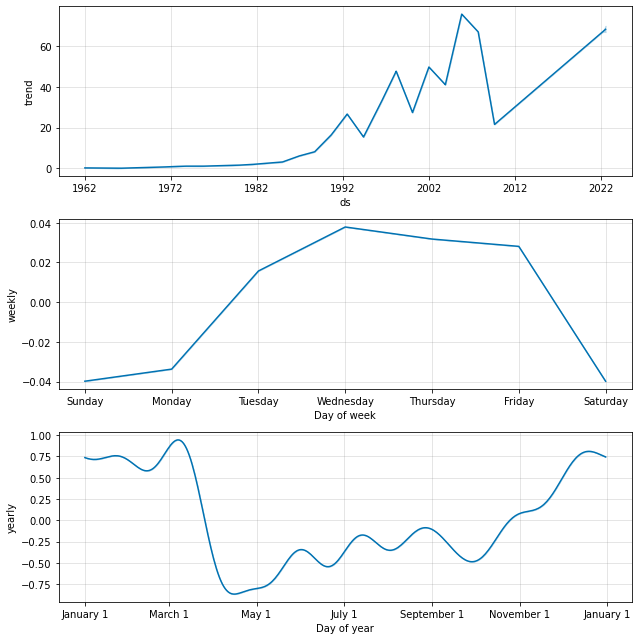 60
40
20
0
trend
1962 1972 1982 1992 2002 2012 2022
ds
0.04
0.02
0.00
−0.02
−0.04
weekly
Sunday Monday Tuesday Wednesday Thursday Friday Saturday
Day of week
1.00
0.75
0.50
0.25
0.00
−0.25
−0.50
−0.75
yearly
January 1 March 1 May 1 July 1 September 1 November 1 January 1
Day of year